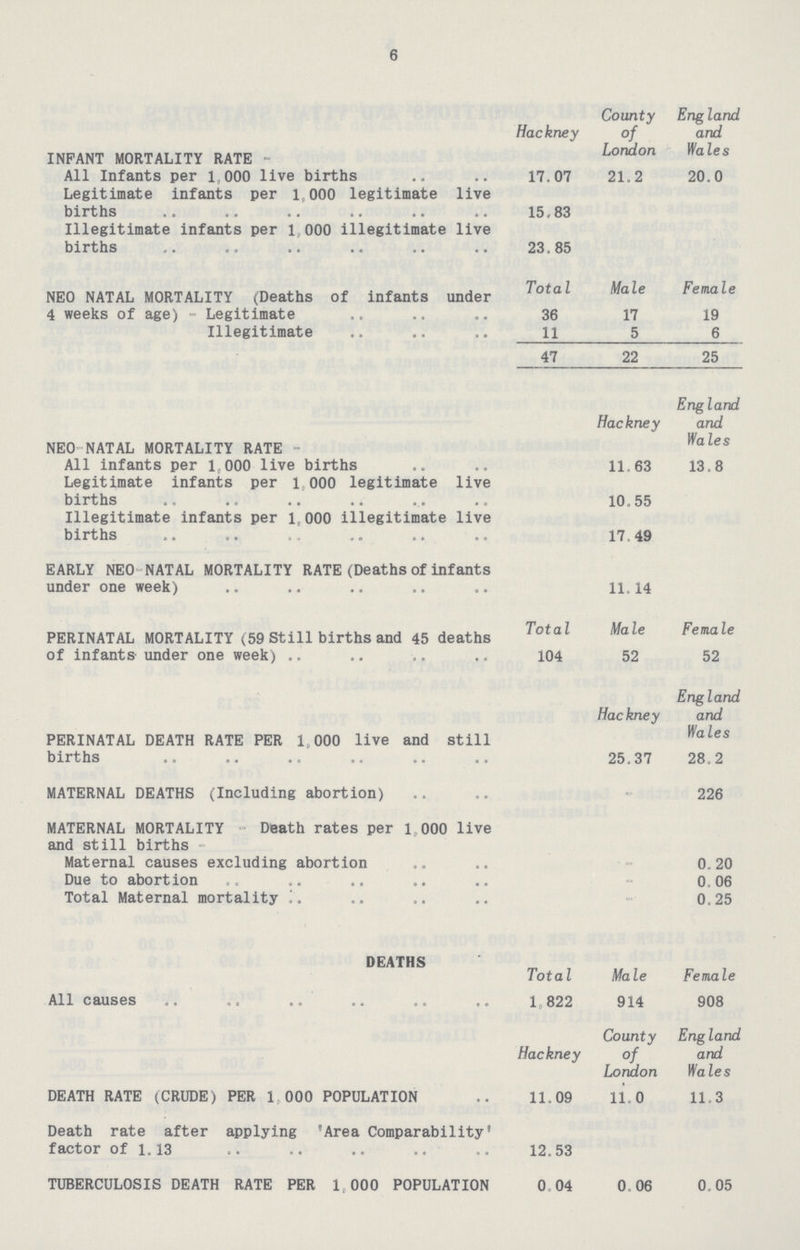 6
Hackney County of London England and Wales
INFANT MORTALITY RATE -
All Infants per 1,000 live births .. .. 17.07 21.2 20.0
Legitimate infants per 1,000 legitimate live
births .. .. .. .. .. .. 15.83
Illegitimate infants per 1,000 illegitimate live
births .. .. .. .. .. .. 23.85
Total Male Female
NEO NATAL MORTALITY (Deaths of infants under
4 weeks of age) - Legitimate .. .. .. 36 17 19
Illegitimate .. .. .. 11 5 6
47 22 25
Hackney England and Wales
NEO-NATAL MORTALITY RATE -
All infants per 1,000 live births .. .. 11.63 13.8
Legitimate infants per 1,000 legitimate live
births .. .. .. .. .. .. 10.55
Illegitimate infants per 1,000 illegitimate live
births .. .. .. .. .. .. 17.49
EARLY NEO-NATAL MORTALITY RATE (Deaths of infants
under one week) .. .. .. .. .. 11.14
Total Male Female
PERINATAL MORTALITY (59 Still births and 45 deaths
of infants under one week) .. .. .. .. 104 52 52
Hackney England and Wales
PERINATAL DEATH RATE PER 1,000 live and still
births .. .. .. .. .. .. 25.37 28.2
MATERNAL DEATHS (Including abortion) .. .. - 226
MATERNAL MORTALITY - Death rates per 1,000 live
and still births -
Maternal causes excluding abortion .. .. - 0.20
Due to abortion .. .. .. .. .. - 0.06
Total Maternal mortality .. .. .. .. - 0.25
DEATHS
Total Male Female
All causes .. .. .. .. .. .. 1,822 914 908
Hackney County of London England and Wales
DEATH RATE (CRUDE) PER 1,000 POPULATION .. 11.09 11.0 11.3
Death rate after applying 'Area Comparability'
factor of 1.13 .. .. .. .. .. 12.53
TUBERCULOSIS DEATH RATE PER 1,000 POPULATION 0.04 0.06 0.05